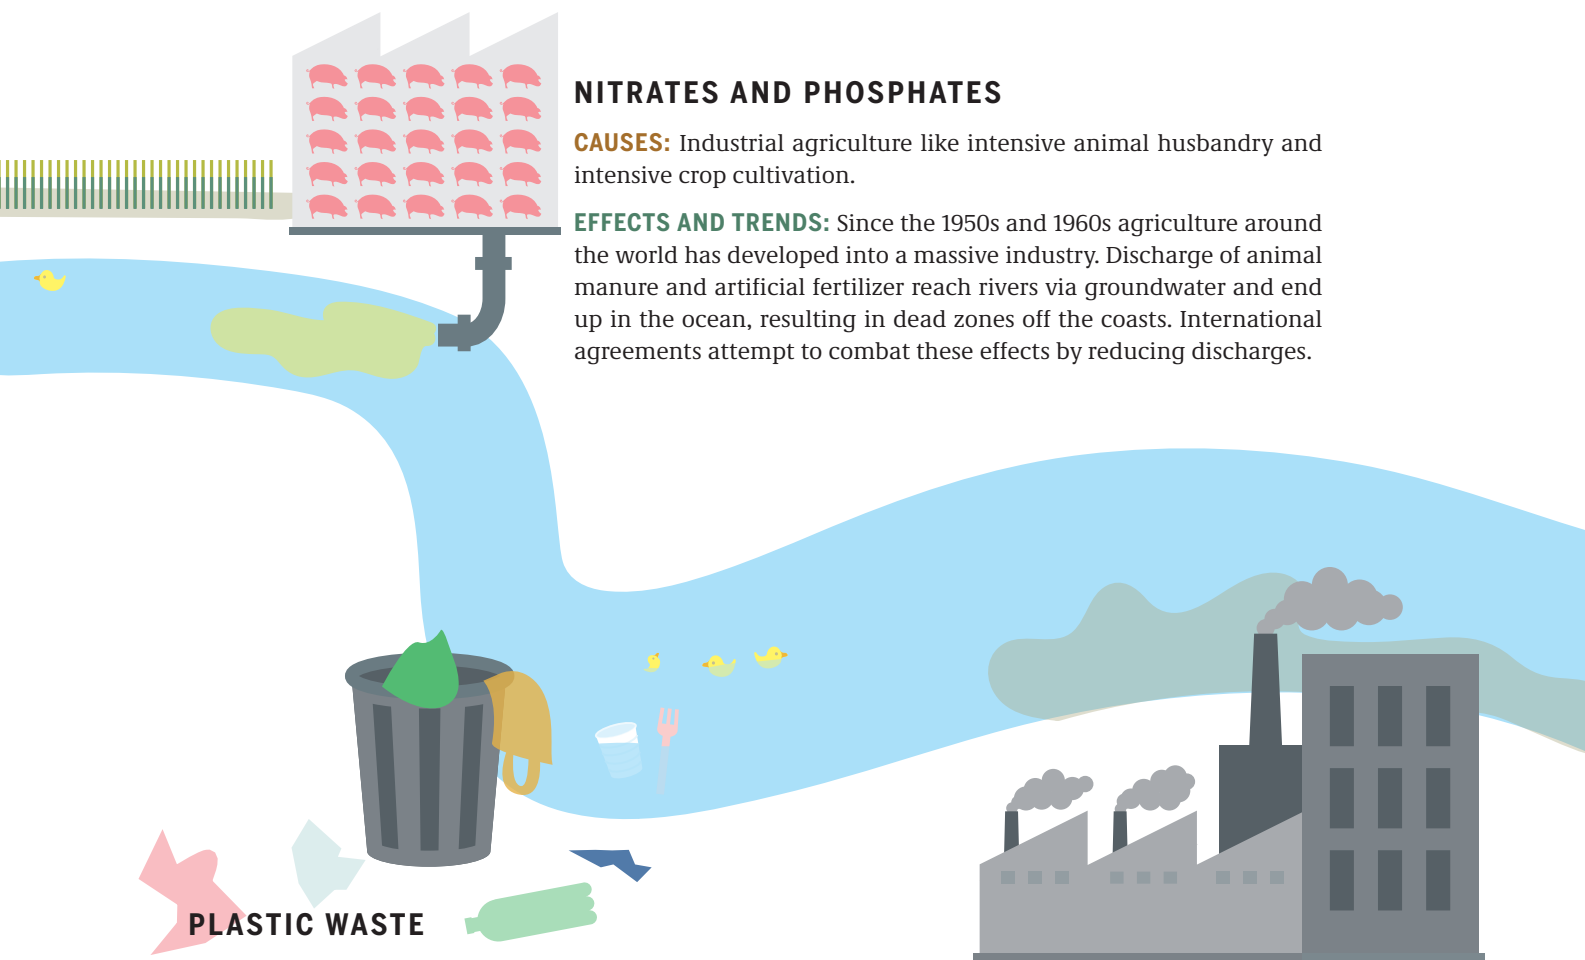 NITRATES AND PHOSPHATES
CAUSES: Industrial agriculture like intensive animal husbandry and
intensive crop cultivation.
EFFECTS AND TRENDS: Since the 1950s and 1960s agriculture around
the world has developed into a massive industry. Discharge of animal
manure and artificial fertilizer reach rivers via groundwater and end
up in the ocean, resulting in dead zones off the coasts. International
agreements attempt to combat these effects by reducing discharges.
PLASTIC WASTE